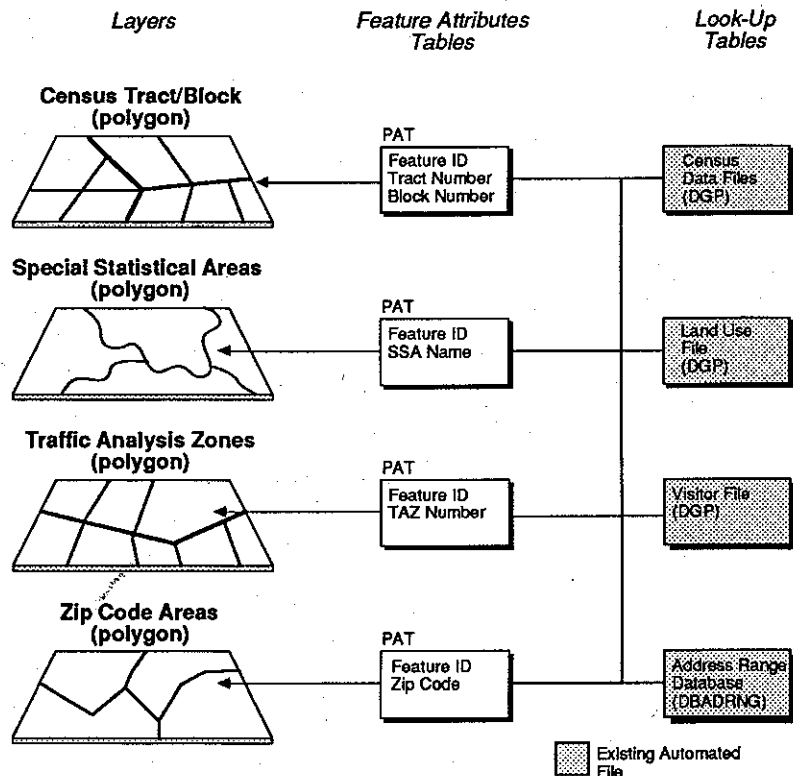 Layers
Feature Attributes
Tables
Look-Up
Tables
Census Tract/Block
(polygon)
PAT
Feature ID
Tract Number
Block Number
Census
Data Files
(DGP)
Special Statistical Areas
(polygon)
PAT
Feature ID
SSA Name
Land Use
File
(DGP)
Traffic Analysis Zones
(polygon)
PAT
Feature ID
TAZ Number
Visitor File
(DGP)
Zip Code Areas
(polygon)
PAT
Feature ID
Zip Code
Address Range
Database
(DBADRNG)
Existing Automated
File